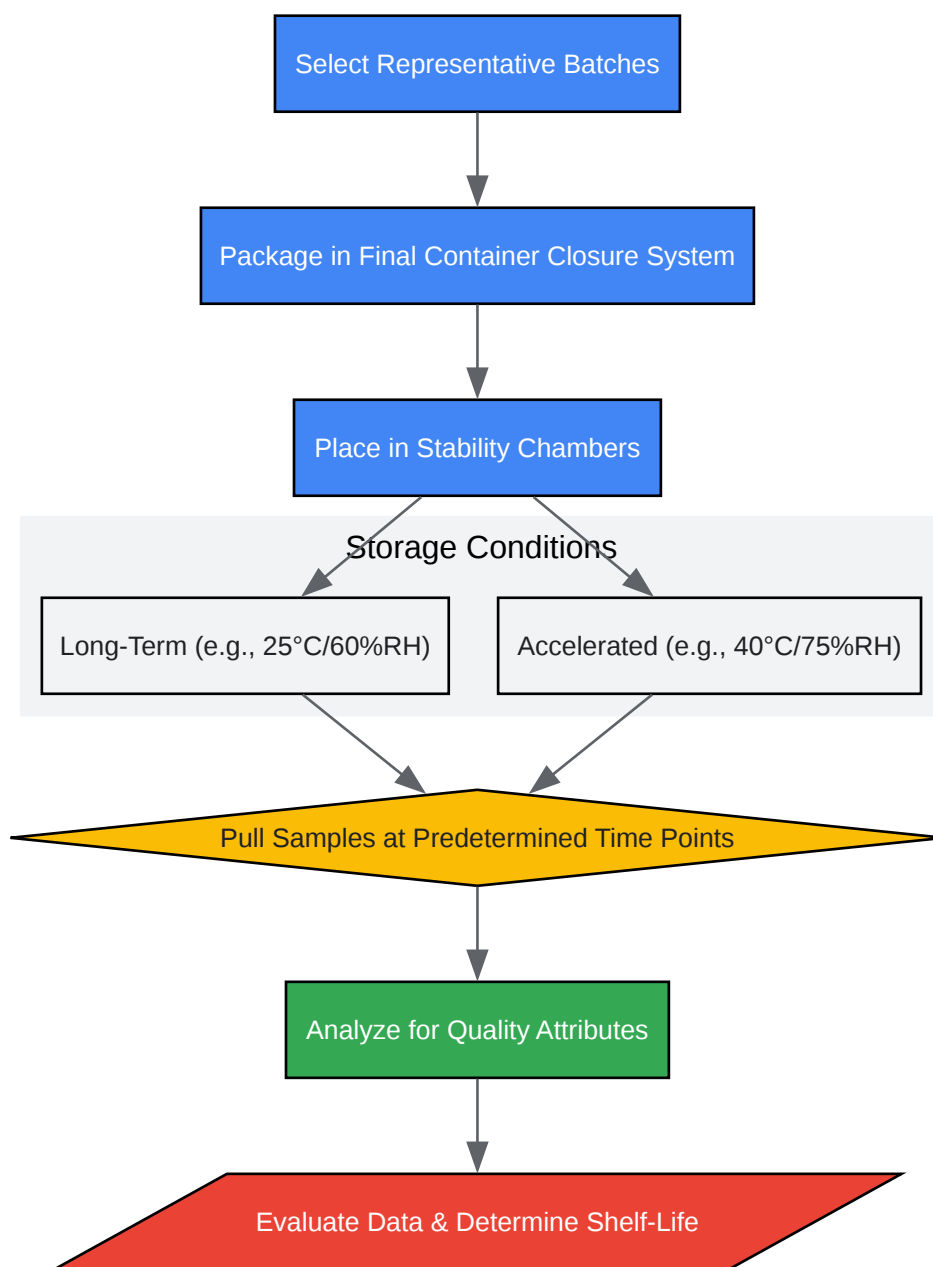 Select Representative Batches
Package in Final Container Closure System
Place in Stability Chambers
Storage Conditions
Long-Term (e.g., 25°C/60%RH)
Accelerated (e.g., 40°C/75%RH)
Pull Samples at Predetermined Time Points
Analyze for Quality Attributes
Evaluate Data & Determine Shelf-Life